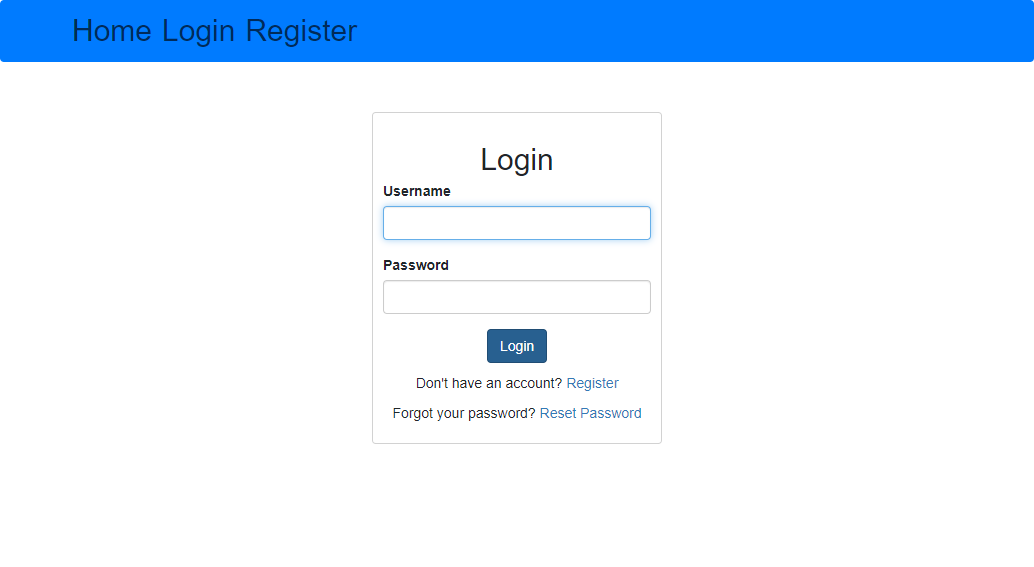 Home Login Register
Login
Username
Password
Login
Don't have an account? Register
Forgot your password? Reset Password